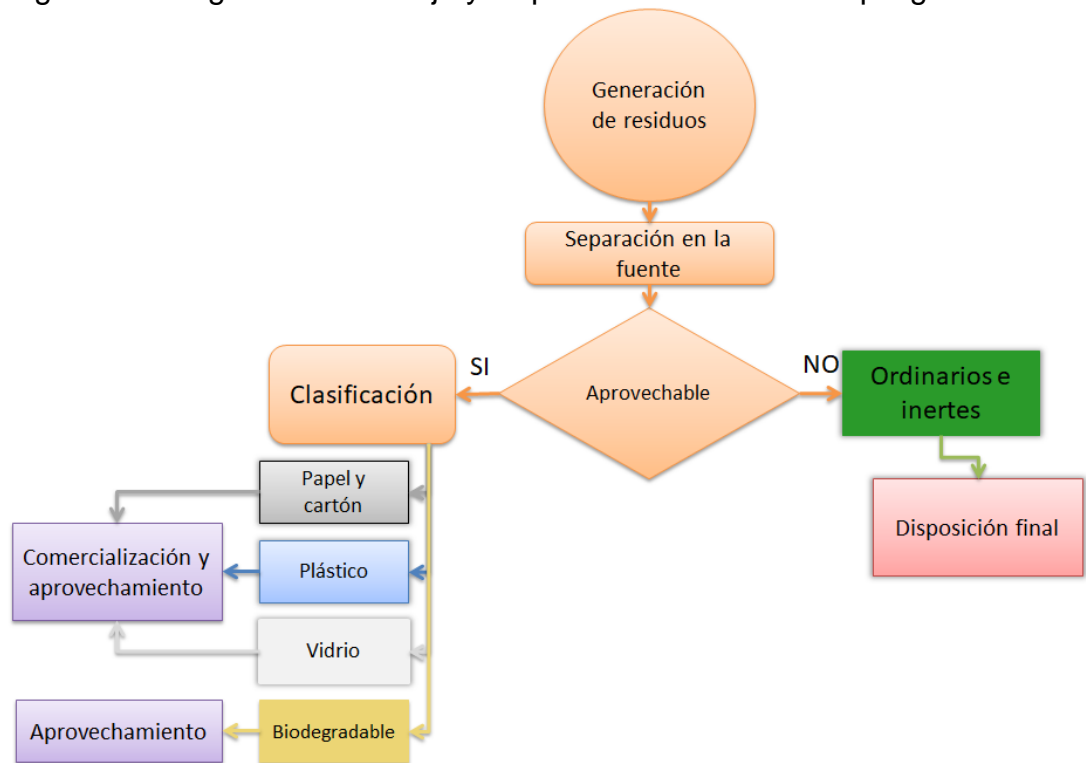 Generación
de residuos
Separación en la
fuente
SI
Aprovechable
NO
Clasificación
Ordinarios e
inertes
Papel y
cartón
Disposición final
Comercialización y
aprovechamiento
Plástico
Vidrio
Aprovechamiento
Biodegradable